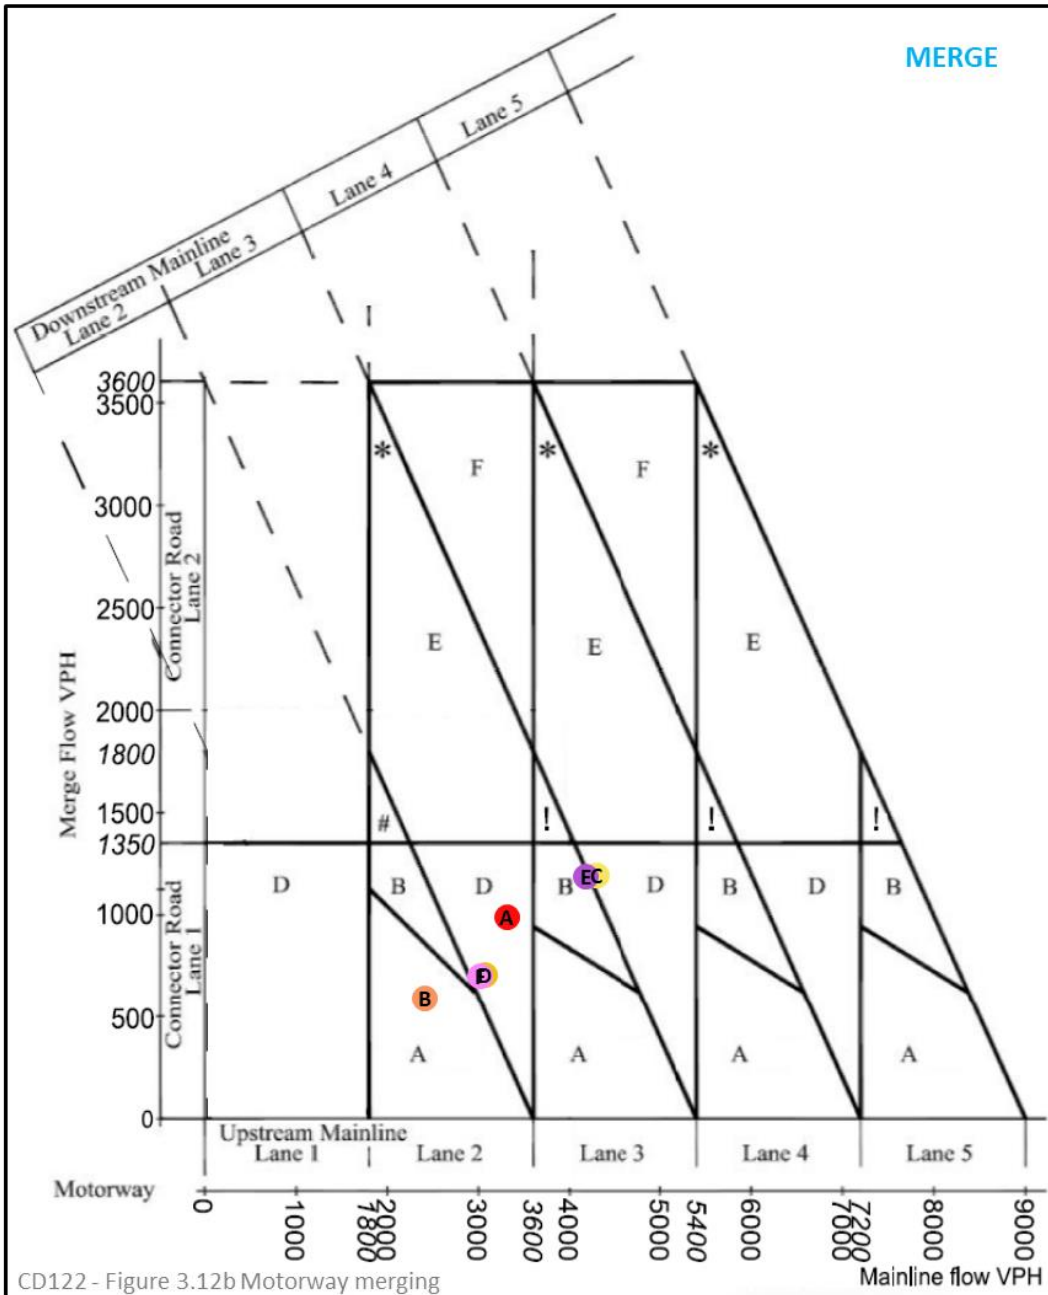 MERGE
Lane 5
Lane 4
Downstream Mainline
Lane 3
Lane 2
3600
3500
* * *
F F
3000
Connector Road
Lane 2
2500
E E E
Merge Flow VPH
2000
1800
1500
# ! ! !
1350
D B D B E C D B D B
1000
A
Connector Road
Lane 1
D
B
500
A A A A
0
Upstream Mainline
Lane 1 Lane 2 Lane 3 Lane 4 Lane 5
Motorway
0 1000 1800 2000 3000 3600 4000 5000 5400 6000 7000 7200 8000 9000
Mainline flow VPH
CD122 - Figure 3.12b Motorway merging